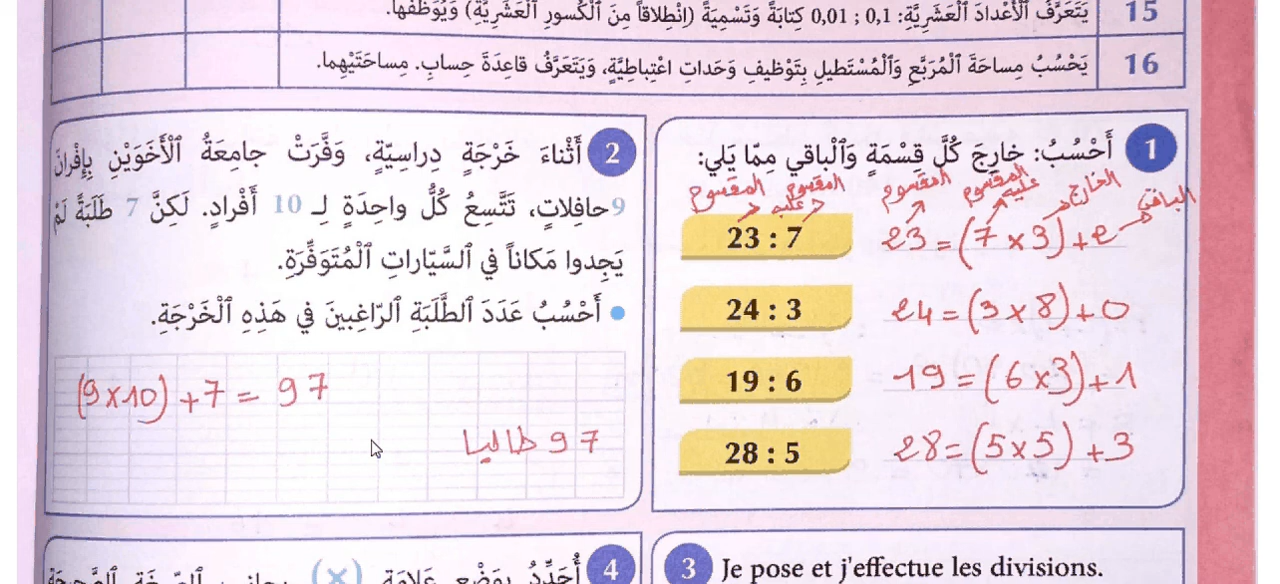 15 يَتَعَرَّفُ ٱلْأَعْدادَ ٱلْعَشَرِيَّةَ: 0,1 ; 0,01 كِتابَةً وَتَسْمِيَةً (اِنْطِلاقاً مِنَ ٱلْكُسورِ ٱلْعَشَرِيَّةِ) وَيُوَظِّفُها.
16 يَحْسُبُ مِساحَةَ ٱلْمُرَبَّعِ وَٱلْمُسْتَطيلِ بِتَوْظيفِ وَحَداتٍ اعْتِباطِيَّةٍ، وَيَتَعَرَّفُ قاعِدَةَ حِسابِ. مِساحَتَيْهِما.
1 أَحْسُبُ: خارِجَ كُلَّ قِسْمَةٍ وَٱلْباقي مِمّا يَلي:
المقسوم المقسوم عليه المقسوم المقسوم عليه الخارج الباقي
23 : 7 23 = (7 x 3) + 2
24 : 3 24 = (3 x 8) + 0
19 : 6 19 = (6 x 3) + 1
28 : 5 28 = (5 x 5) + 3
2 أَثْناءَ خَرْجَةٍ دِراسِيّةٍ، وَفَّرَتْ جامِعَةُ ٱلْأَخَوَيْنِ بِإِفْرانَ
9 حافِلاتٍ، تَتَّسِعُ كُلُّ واحِدَةٍ لِـ 10 أَفْرادٍ. لَكِنَّ 7 طَلَبَةً لَمْ
يَجِدوا مَكاناً في ٱلسَّيّاراتِ ٱلْمُتَوَفِّرَةِ.
• أَحْسُبُ عَدَدَ ٱلطَّلَبَةِ ٱلرّاغِبينَ في هَذِهِ ٱلْخَرْجَةِ.
(9 x 10) + 7 = 97
97 طالبا
3 Je pose et j'effectue les divisions.
4 أُحَدِّدُ بِوَضْعِ عَلامَةِ (x)